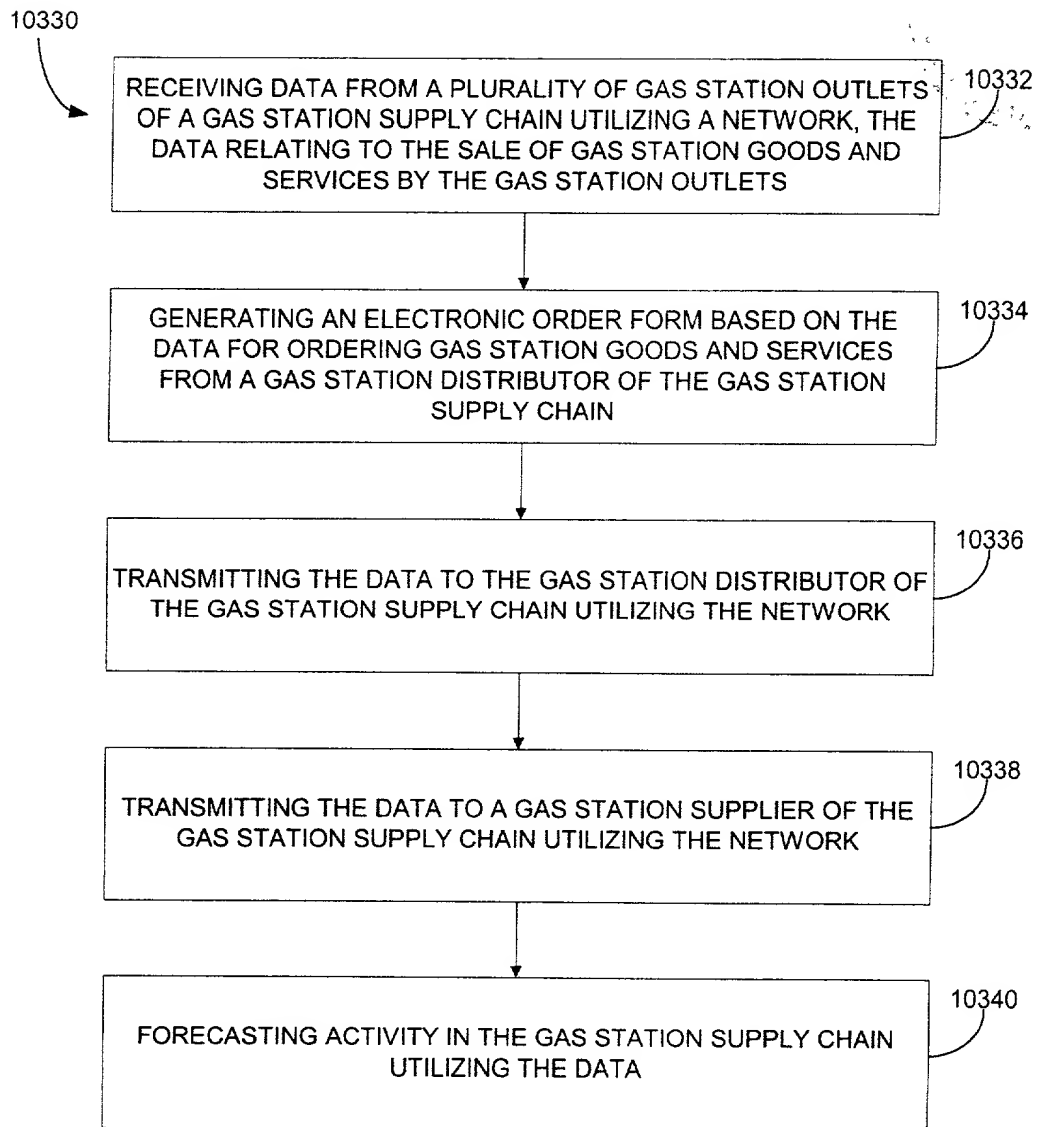 10330
RECEIVING DATA FROM A PLURALITY OF GAS STATION OUTLETS
OF A GAS STATION SUPPLY CHAIN UTILIZING A NETWORK, THE
DATA RELATING TO THE SALE OF GAS STATION GOODS AND
SERVICES BY THE GAS STATION OUTLETS
10332
GENERATING AN ELECTRONIC ORDER FORM BASED ON THE
DATA FOR ORDERING GAS STATION GOODS AND SERVICES
FROM A GAS STATION DISTRIBUTOR OF THE GAS STATION
SUPPLY CHAIN
10334
TRANSMITTING THE DATA TO THE GAS STATION DISTRIBUTOR OF
THE GAS STATION SUPPLY CHAIN UTILIZING THE NETWORK
10336
TRANSMITTING THE DATA TO A GAS STATION SUPPLIER OF THE
GAS STATION SUPPLY CHAIN UTILIZING THE NETWORK
10338
FORECASTING ACTIVITY IN THE GAS STATION SUPPLY CHAIN
UTILIZING THE DATA
10340